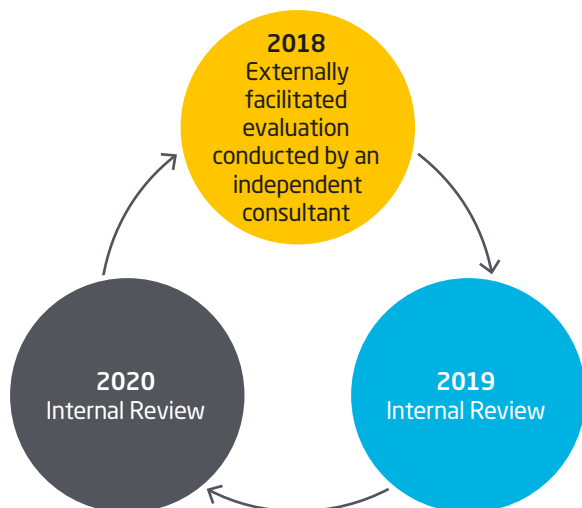 2018
Externally
facilitated
evaluation
conducted by an
independent
consultant
2020
Internal Review
2019
Internal Review